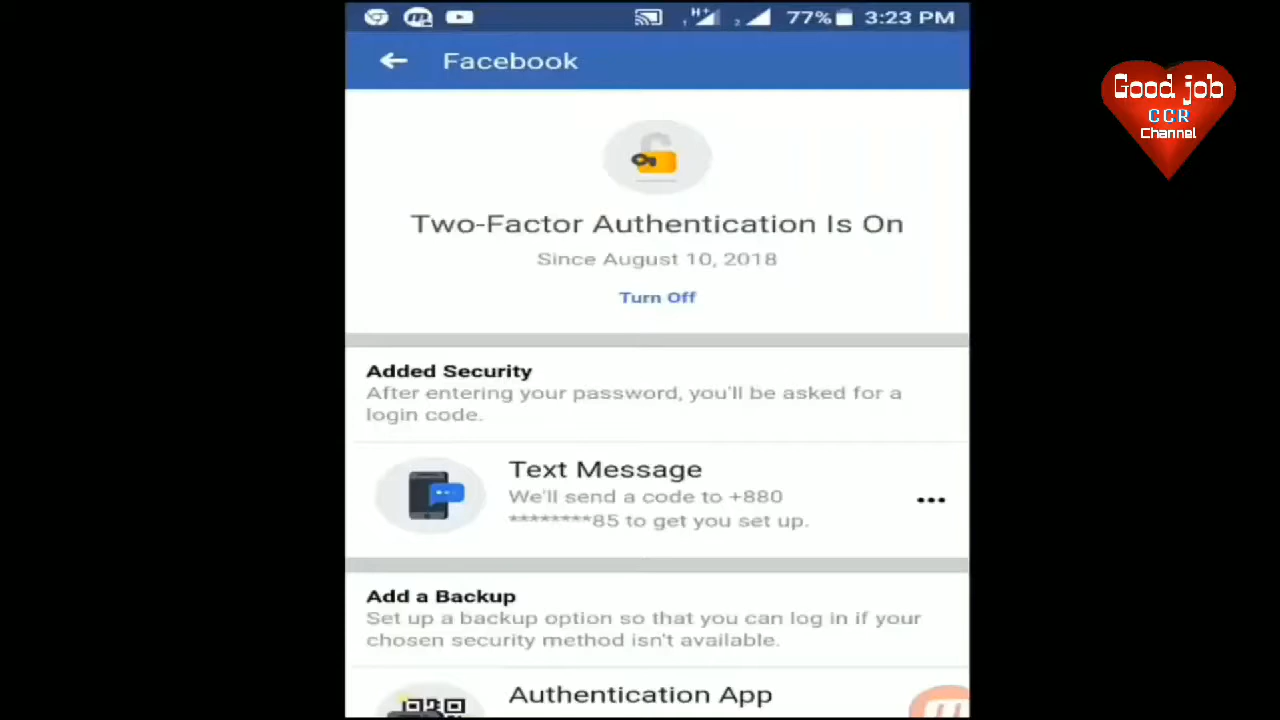 77% 3:23 PM
Facebook
Good job
CCR
Channel
Two-Factor Authentication Is On
Since August 10, 2018
Turn Off
Added Security
After entering your password, you'll be asked for a
login code.
Text Message
We'll send a code to +880
********85 to get you set up.
Add a Backup
Set up a backup option so that you can log in if your
chosen security method isn't available.
Authentication App